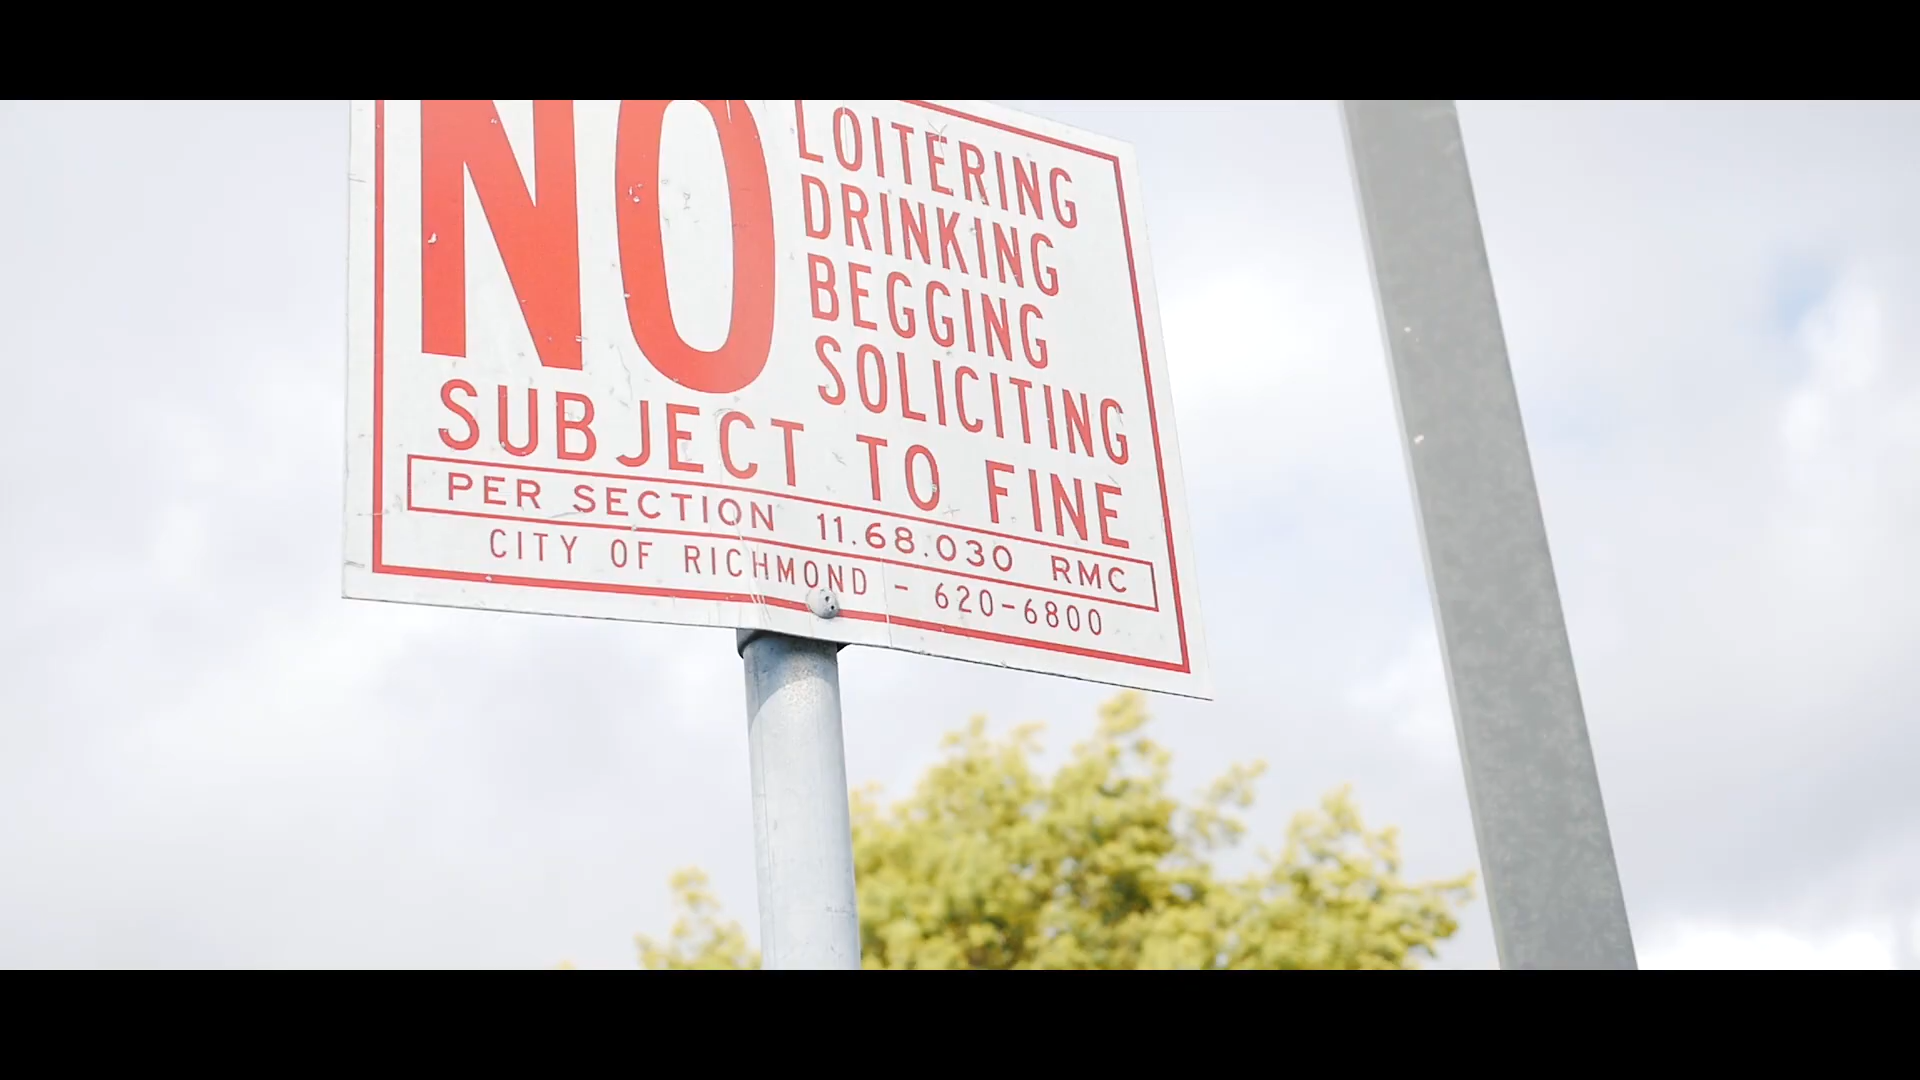 NO
LOITERING
DRINKING
BEGGING
SOLICITING
SUBJECT TO FINE
PER SECTION 11.68.030 RMC
CITY OF RICHMOND - 620-6800